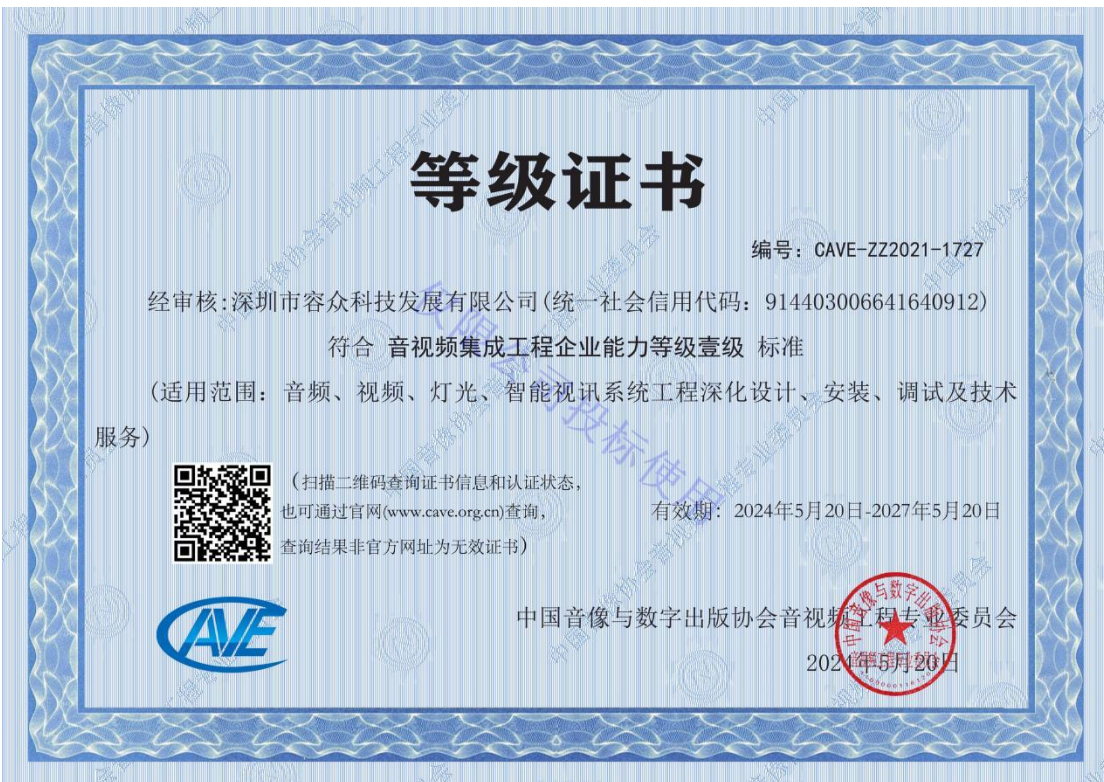 等级证书
编号：CAVE-ZZ2021-1727
经审核:深圳市容众科技发展有限公司(统一社会信用代码：914403006641640912)
符合 音视频集成工程企业能力等级壹级 标准
(适用范围：音频、视频、灯光、智能视讯系统工程深化设计、安装、调试及技术
服务)
(扫描二维码查询证书信息和认证状态，
也可通过官网(www.cave.org.cn)查询，
查询结果非官方网址为无效证书)
有效期：2024年5月20日-2027年5月20日
仅限公司投标使用
CAVE
中国音像与数字出版协会音视频工程专业委员会
2024年5月20日